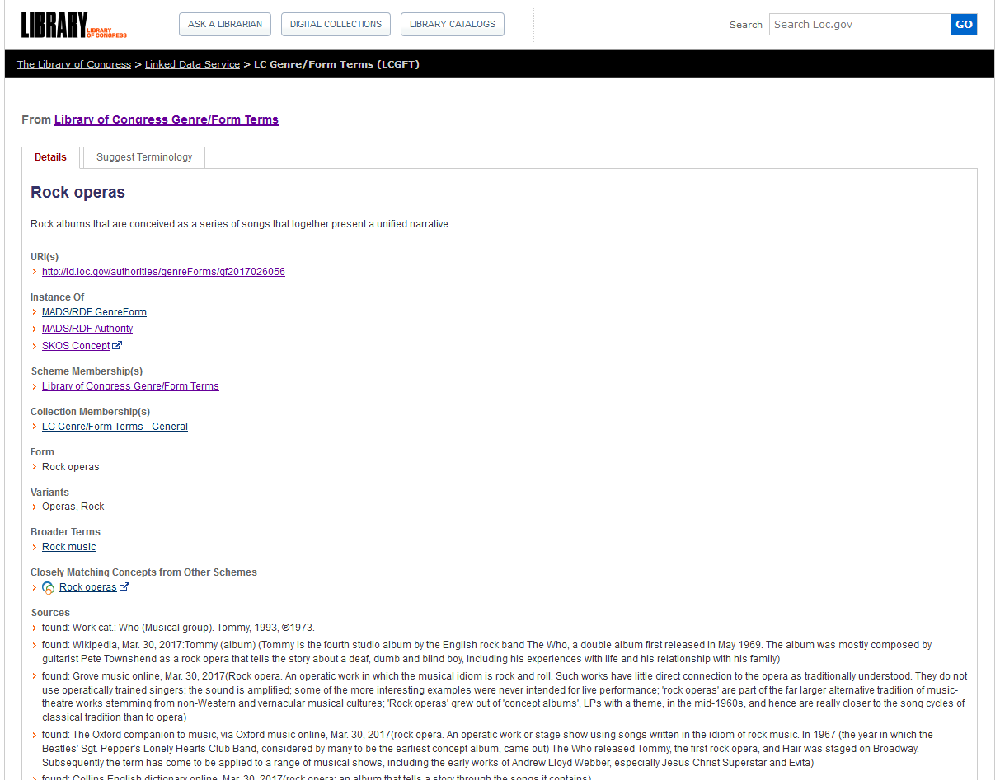 LIBRARY OF CONGRESS
ASK A LIBRARIAN
DIGITAL COLLECTIONS
LIBRARY CATALOGS
Search
Search Loc.gov
GO
The Library of Congress > Linked Data Service > LC Genre/Form Terms (LCGFT)
From Library of Congress Genre/Form Terms
Details
Suggest Terminology
Rock operas
Rock albums that are conceived as a series of songs that together present a unified narrative.
URI(s)
http://id.loc.gov/authorities/genreForms/gf2017026056
Instance Of
MADS/RDF GenreForm
MADS/RDF Authority
SKOS Concept
Scheme Membership(s)
Library of Congress Genre/Form Terms
Collection Membership(s)
LC Genre/Form Terms - General
Form
Rock operas
Variants
Operas, Rock
Broader Terms
Rock music
Closely Matching Concepts from Other Schemes
Rock operas
Sources
found: Work cat.: Who (Musical group). Tommy, 1993, ℗1973.
found: Wikipedia, Mar. 30, 2017:Tommy (album) (Tommy is the fourth studio album by the English rock band The Who, a double album first released in May 1969. The album was mostly composed by
guitarist Pete Townshend as a rock opera that tells the story about a deaf, dumb and blind boy, including his experiences with life and his relationship with his family)
found: Grove music online, Mar. 30, 2017(Rock opera. An operatic work in which the musical idiom is rock and roll. Such works have little direct connection to the opera as traditionally understood. They do not
use operatically trained singers; the sound is amplified; some of the more interesting examples were never intended for live performance; 'rock operas' are part of the far larger alternative tradition of music-
theatre works stemming from non-Western and vernacular musical cultures; 'Rock operas' grew out of 'concept albums', LPs with a theme, in the mid-1960s, and hence are really closer to the song cycles of
classical tradition than to opera)
found: The Oxford companion to music, via Oxford music online, Mar. 30, 2017(rock opera. An operatic work or stage show using songs written in the idiom of rock music. In 1967 (the year in which the
Beatles' Sgt. Pepper's Lonely Hearts Club Band, considered by many to be the earliest concept album, came out) The Who released Tommy, the first rock opera, and Hair was staged on Broadway.
Subsequently the term has come to be applied to a range of musical shows, including the early works of Andrew Lloyd Webber, especially Jesus Christ Superstar and Evita)
found: Collins English dictionary online, Mar. 30, 2017(rock opera: an album that tells a story through the songs it contains)